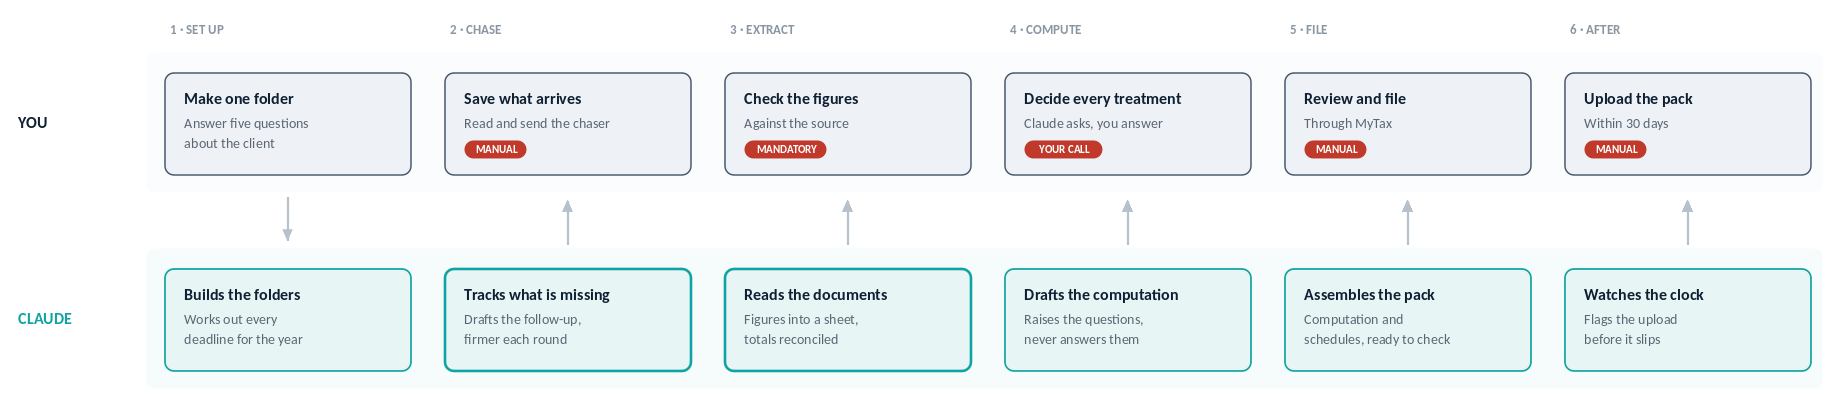 1 · SET UP
2 · CHASE
3 · EXTRACT
4 · COMPUTE
5 · FILE
6 · AFTER
YOU
Make one folder
Answer five questions
about the client
Save what arrives
Read and send the chaser
MANUAL
Check the figures
Against the source
MANDATORY
Decide every treatment
Claude asks, you answer
YOUR CALL
Review and file
Through MyTax
MANUAL
Upload the pack
Within 30 days
MANUAL
CLAUDE
Builds the folders
Works out every
deadline for the year
Tracks what is missing
Drafts the follow-up,
firmer each round
Reads the documents
Figures into a sheet,
totals reconciled
Drafts the computation
Raises the questions,
never answers them
Assembles the pack
Computation and
schedules, ready to check
Watches the clock
Flags the upload
before it slips